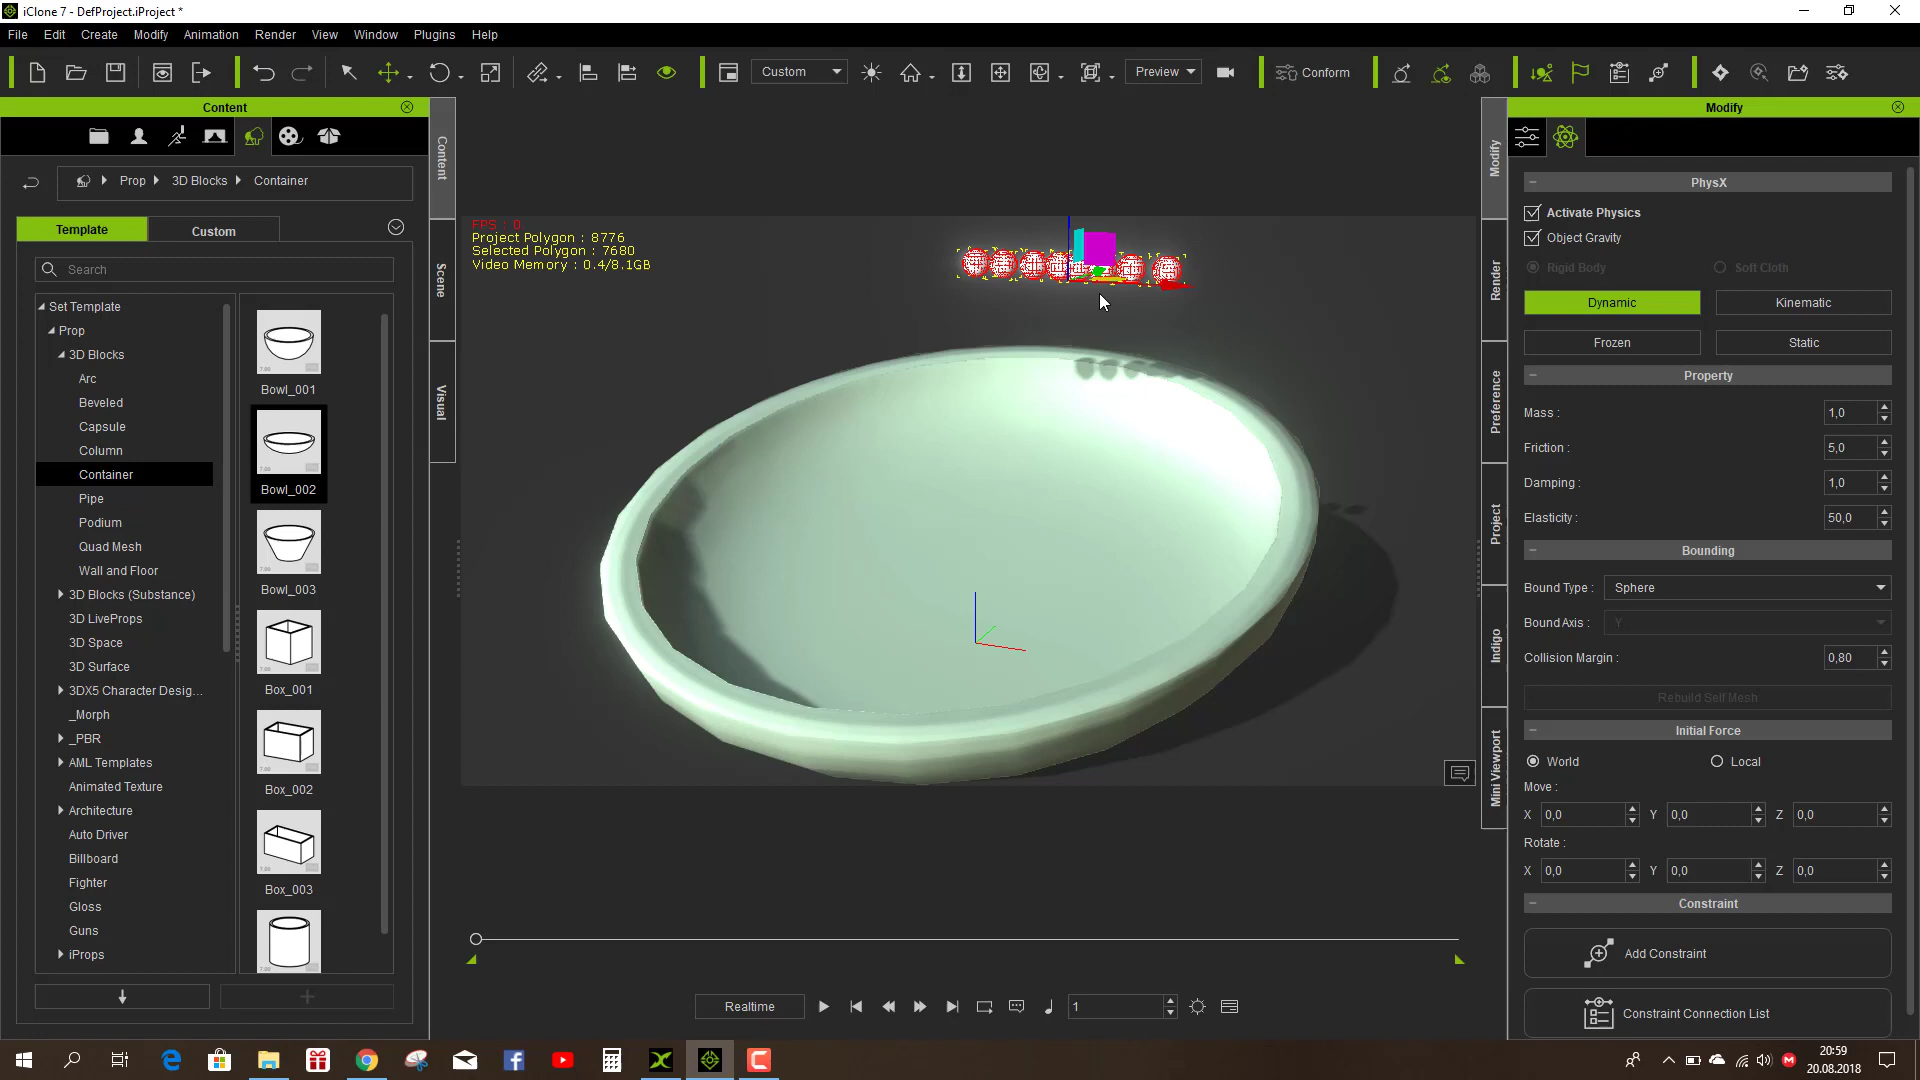 iClone 7 - DefProject.iProject *
File Edit Create Modify Animation Render View Window Plugins Help
Custom
Preview
Conform
Content
Prop
3D Blocks
Container
Template
Custom
Search
Set Template
Prop
3D Blocks
Arc
Beveled
Capsule
Column
Container
Pipe
Podium
Quad Mesh
Wall and Floor
3D Blocks (Substance)
3D LiveProps
3D Space
3D Surface
3DX5 Character Desig...
_Morph
_PBR
AML Templates
Animated Texture
Architecture
Auto Driver
Billboard
Fighter
Gloss
Guns
iProps
Bowl_001
Bowl_002
Bowl_003
Box_001
Box_002
Box_003
Content
Scene
Visual
FPS : 0
Project Polygon : 8776
Selected Polygon : 7680
Video Memory : 0.4/8.1GB
Realtime
1
Modify
Render
Preference
Project
Indigo
Mini Viewport
Modify
PhysX
Activate Physics
Object Gravity
Rigid Body
Soft Cloth
Dynamic
Kinematic
Frozen
Static
Property
Mass : 1,0
Friction : 5,0
Damping : 1,0
Elasticity : 50,0
Bounding
Bound Type : Sphere
Bound Axis : Y
Collision Margin : 0,80
Rebuild Self Mesh
Initial Force
World
Local
Move :
X 0,0 Y 0,0 Z 0,0
Rotate :
X 0,0 Y 0,0 Z 0,0
Constraint
Add Constraint
Constraint Connection List
20:59
20.08.2018